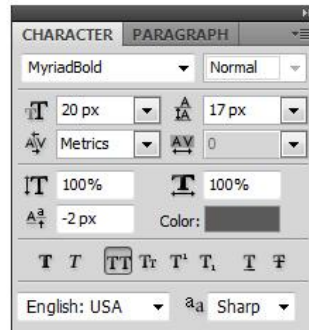 CHARACTER PARAGRAPH
MyriadBold Normal
20 px 17 px
Metrics 0
100% 100%
-2 px Color:
T T TT Tr T¹ T₁ T T
English: USA aa Sharp